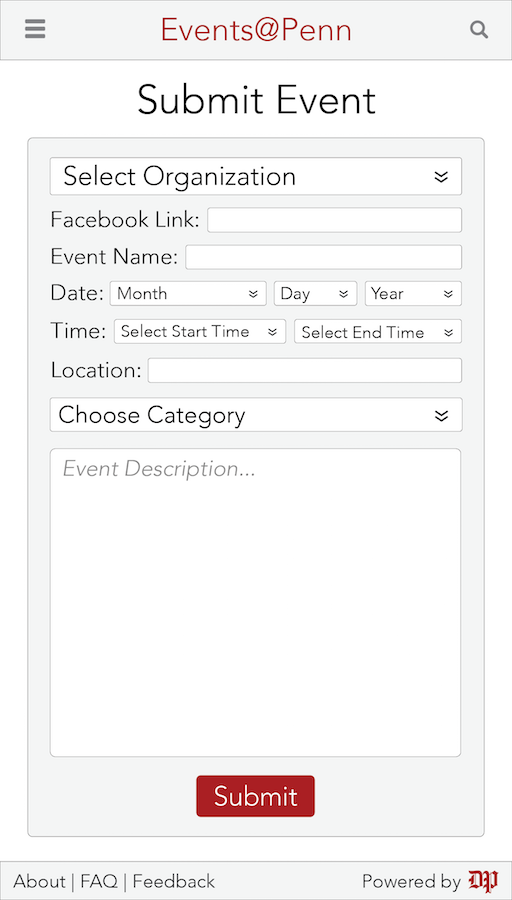 Events@Penn
Submit Event
Select Organization
Facebook Link:
Event Name:
Date: Month Day Year
Time: Select Start Time Select End Time
Location:
Choose Category
Event Description...
Submit
About | FAQ | Feedback Powered by DP